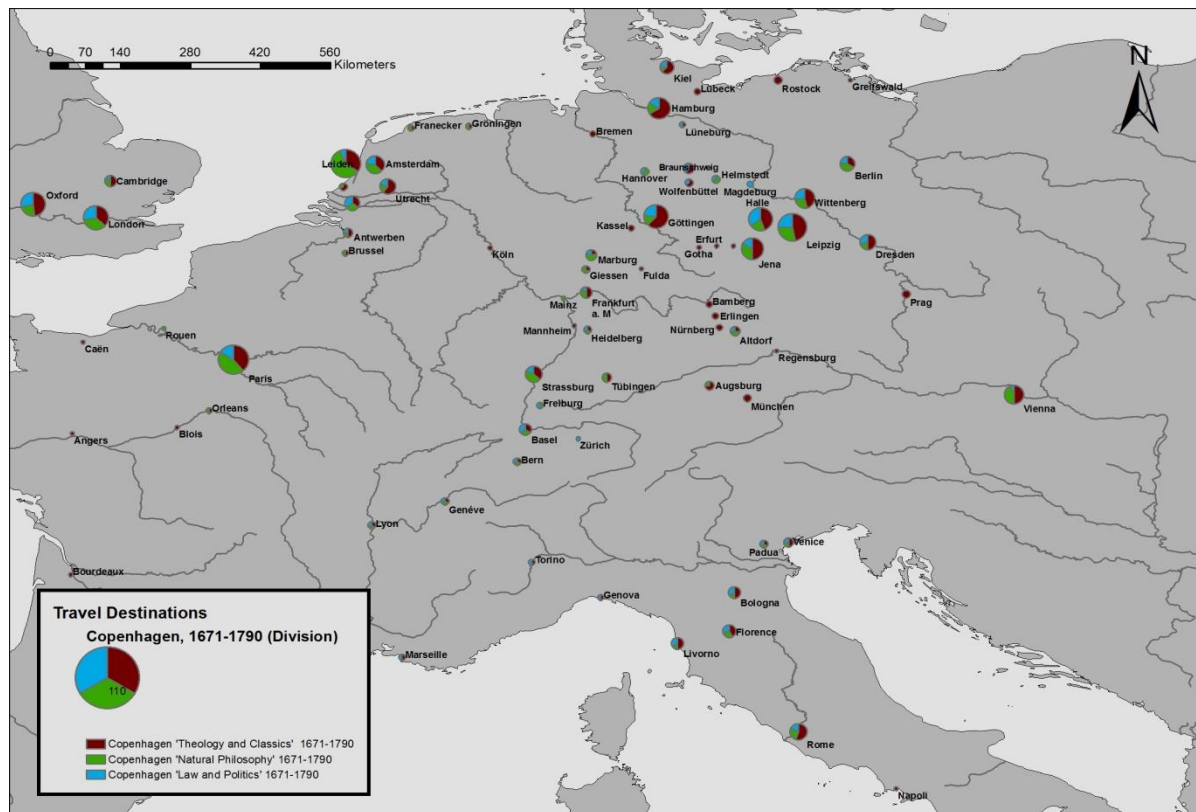 0 70 140 280 420 560
Kilometers
N
Kiel
Lübeck
Rostock
Greifswald
Hamburg
Bremen
Lüneburg
Franecker
Groningen
Leiden
Amsterdam
Utrecht
Cambridge
Oxford
London
Hannover
Braunschweig
Helmstedt
Wolfenbüttel
Magdeburg
Berlin
Halle
Wittenberg
Göttingen
Kassel
Leipzig
Erfurt
Gotha
Jena
Dresden
Antwerben
Brussel
Köln
Marburg
Giessen
Fulda
Mainz
Frankfurt
a. M
Bamberg
Erlingen
Prag
Mannheim
Heidelberg
Nürnberg
Altdorf
Regensburg
Rouen
Caën
Paris
Strassburg
Tübingen
Augsburg
München
Vienna
Freiburg
Orleans
Blois
Angers
Basel
Zürich
Bern
Genéve
Lyon
Padua
Venice
Torino
Bourdeaux
Genova
Bologna
Florence
Livorno
Marseille
Rome
Napoli
Travel Destinations
Copenhagen, 1671-1790 (Division)
110
Copenhagen 'Theology and Classics' 1671-1790
Copenhagen 'Natural Philosophy' 1671-1790
Copenhagen 'Law and Politics' 1671-1790